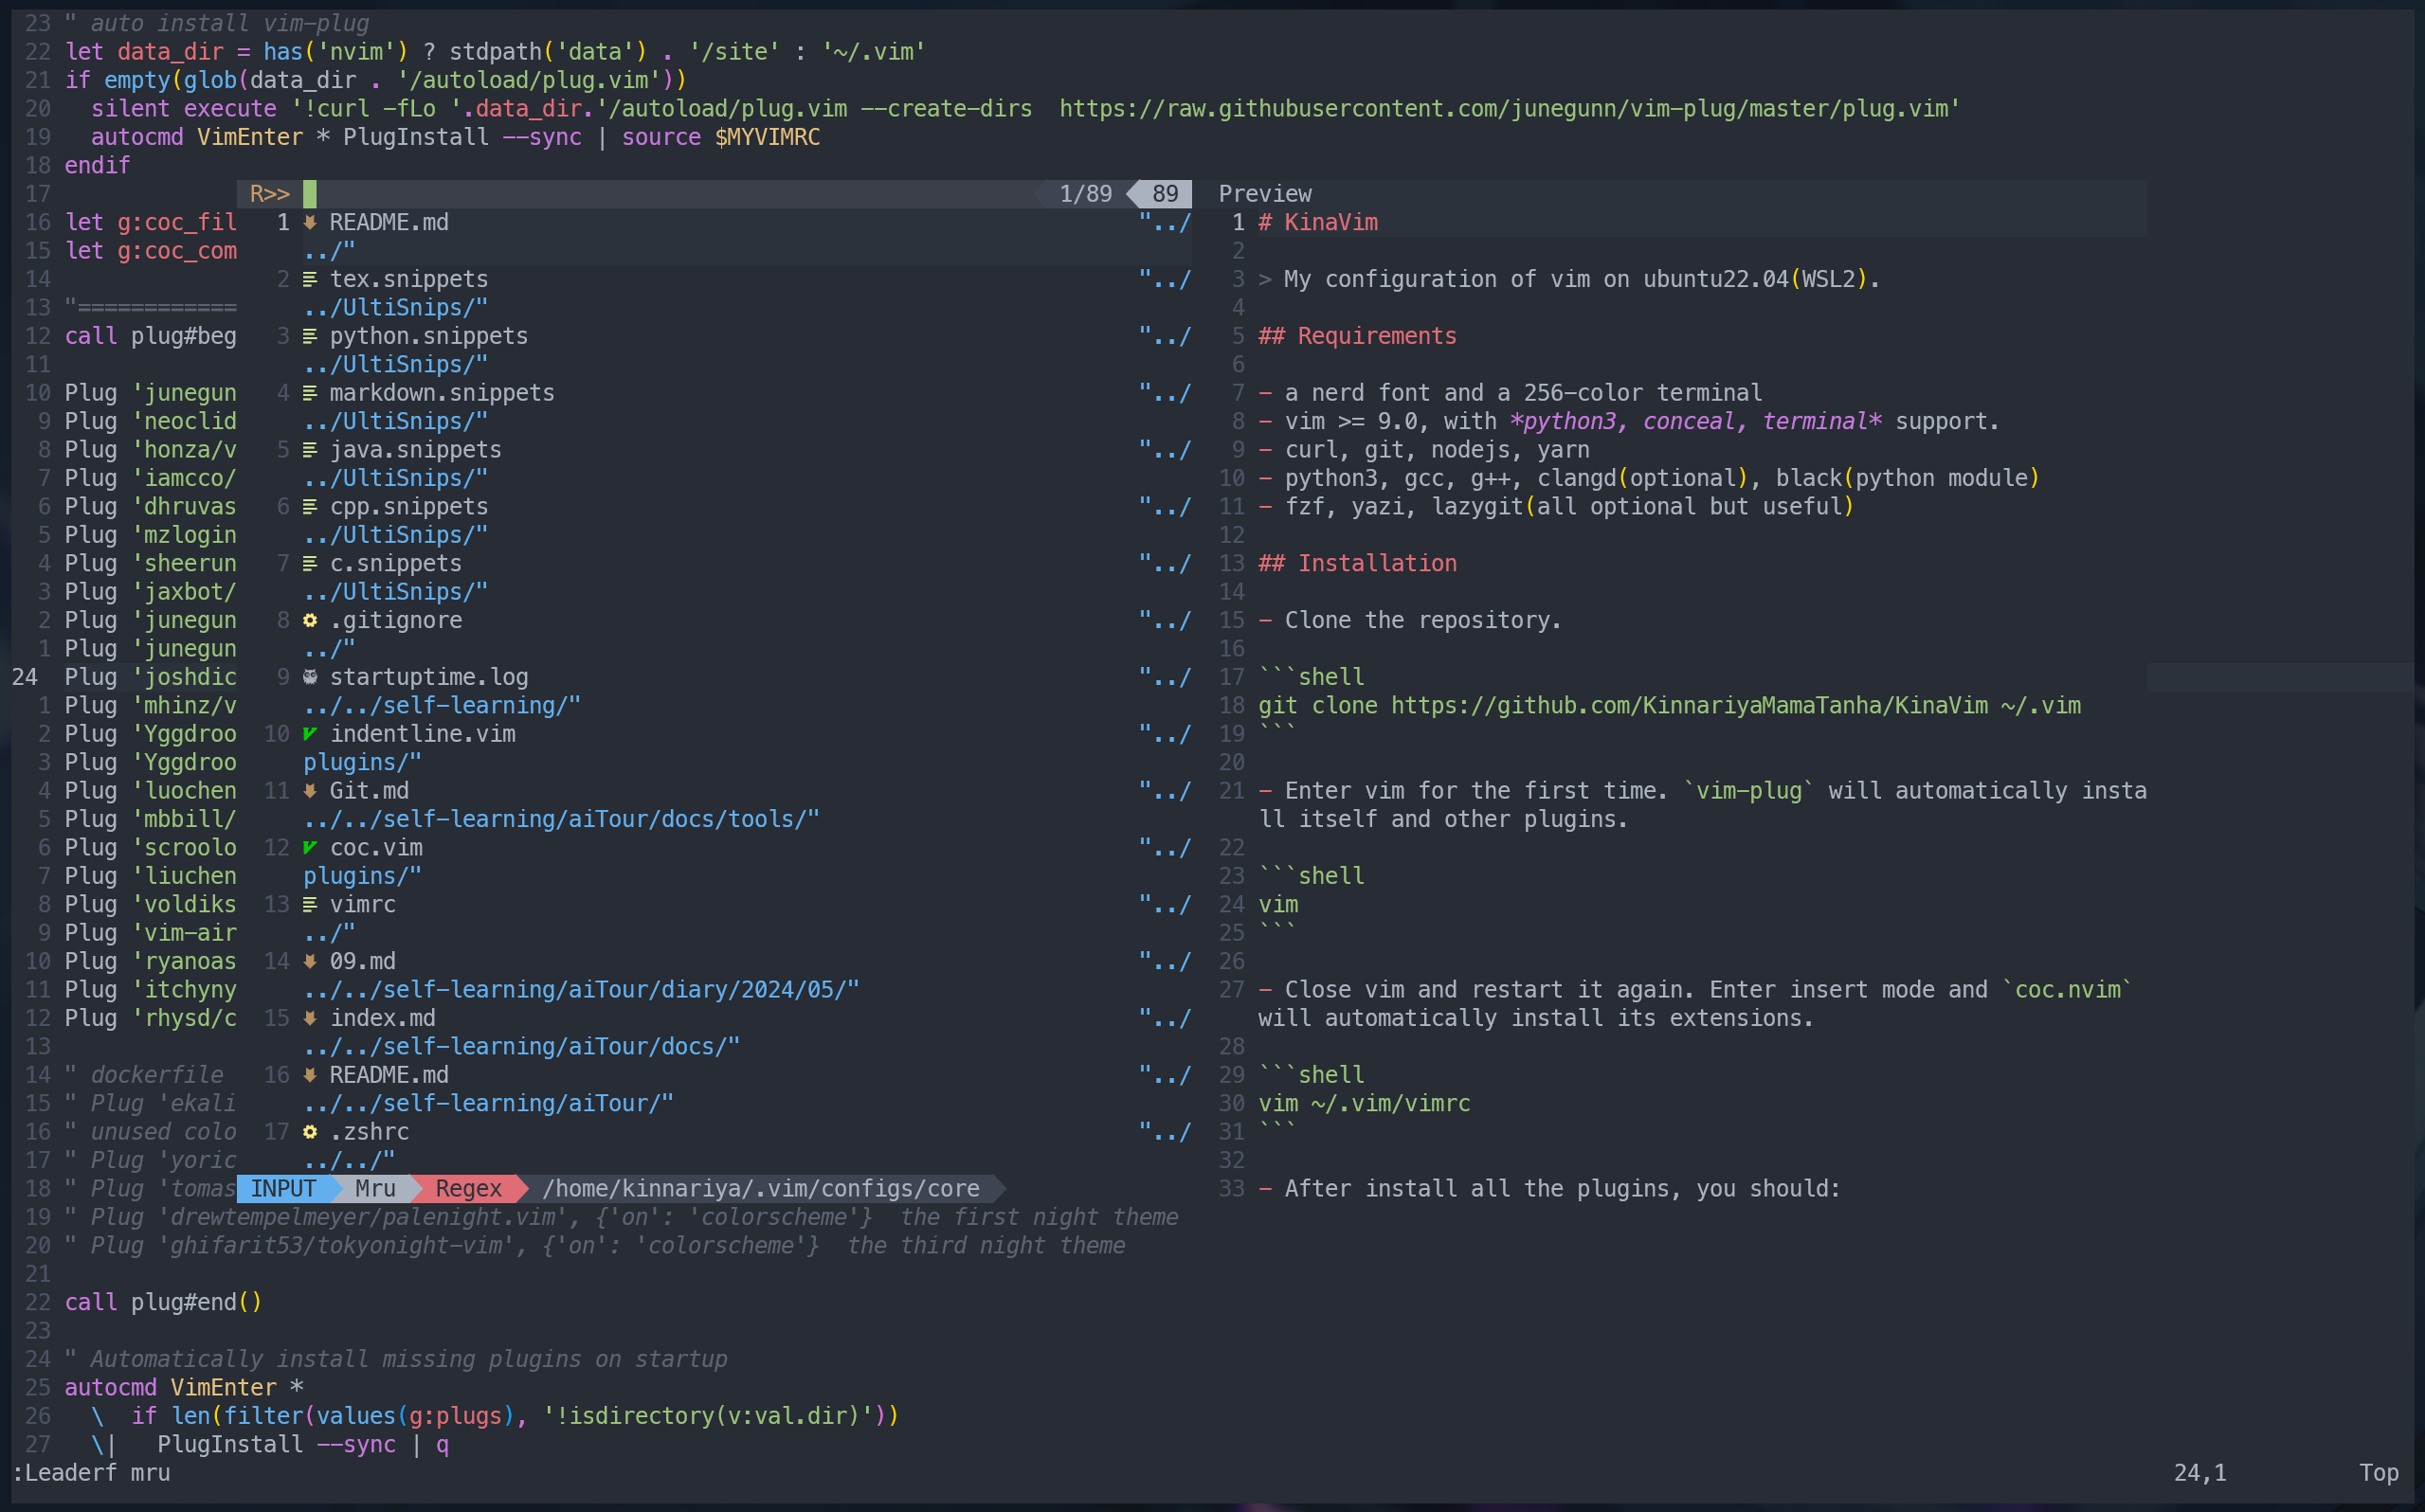 23 " auto install vim-plug
22 let data_dir = has('nvim') ? stdpath('data') . '/site' : '~/.vim'
21 if empty(glob(data_dir . '/autoload/plug.vim'))
20   silent execute '!curl -fLo '.data_dir.'/autoload/plug.vim --create-dirs  https://raw.githubusercontent.com/junegunn/vim-plug/master/plug.vim'
19   autocmd VimEnter * PlugInstall --sync | source $MYVIMRC
18 endif
17
16 let g:coc_fil
15 let g:coc_com
14
13 "============
12 call plug#beg
11
10 Plug 'junegun
9 Plug 'neoclid
8 Plug 'honza/v
7 Plug 'iamcco/
6 Plug 'dhruvas
5 Plug 'mzlogin
4 Plug 'sheerun
3 Plug 'jaxbot/
2 Plug 'junegun
1 Plug 'junegun
24 Plug 'joshdic
1 Plug 'mhinz/v
2 Plug 'Yggdroo
3 Plug 'Yggdroo
4 Plug 'luochen
5 Plug 'mbbill/
6 Plug 'scroolo
7 Plug 'liuchen
8 Plug 'voldiks
9 Plug 'vim-air
10 Plug 'ryanoas
11 Plug 'itchyny
12 Plug 'rhysd/c
13
14 " dockerfile
15 " Plug 'ekali
16 " unused colo
17 " Plug 'yoric
18 " Plug 'tomas
R>> 1/89 89
1 README.md "../
../"
2 tex.snippets "../
../UltiSnips/"
3 python.snippets "../
../UltiSnips/"
4 markdown.snippets "../
../UltiSnips/"
5 java.snippets "../
../UltiSnips/"
6 cpp.snippets "../
../UltiSnips/"
7 c.snippets "../
../UltiSnips/"
8 .gitignore "../
../"
9 startuptime.log "../
../../self-learning/"
10 indentline.vim "../
plugins/"
11 Git.md "../
../../self-learning/aiTour/docs/tools/"
12 coc.vim "../
plugins/"
13 vimrc "../
../"
14 09.md "../
../../self-learning/aiTour/diary/2024/05/"
15 index.md "../
../../self-learning/aiTour/docs/"
16 README.md "../
../../self-learning/aiTour/"
17 .zshrc "../
../../"
INPUT Mru Regex /home/kinnariya/.vim/configs/core
Preview
1 # KinaVim
2
3 > My configuration of vim on ubuntu22.04(WSL2).
4
5 ## Requirements
6
7 - a nerd font and a 256-color terminal
8 - vim >= 9.0, with *python3, conceal, terminal* support.
9 - curl, git, nodejs, yarn
10 - python3, gcc, g++, clangd(optional), black(python module)
11 - fzf, yazi, lazygit(all optional but useful)
12
13 ## Installation
14
15 - Clone the repository.
16
17 ```shell
18 git clone https://github.com/KinnariyaMamaTanha/KinaVim ~/.vim
19 ```
20
21 - Enter vim for the first time. `vim-plug` will automatically insta
ll itself and other plugins.
22
23 ```shell
24 vim
25 ```
26
27 - Close vim and restart it again. Enter insert mode and `coc.nvim`
will automatically install its extensions.
28
29 ```shell
30 vim ~/.vim/vimrc
31 ```
32
33 - After install all the plugins, you should:
19 " Plug 'drewtempelmeyer/palenight.vim', {'on': 'colorscheme'}  the first night theme
20 " Plug 'ghifarit53/tokyonight-vim', {'on': 'colorscheme'}  the third night theme
21
22 call plug#end()
23
24 " Automatically install missing plugins on startup
25 autocmd VimEnter *
26   \  if len(filter(values(g:plugs), '!isdirectory(v:val.dir)'))
27   \|   PlugInstall --sync | q
:Leaderf mru 24,1 Top